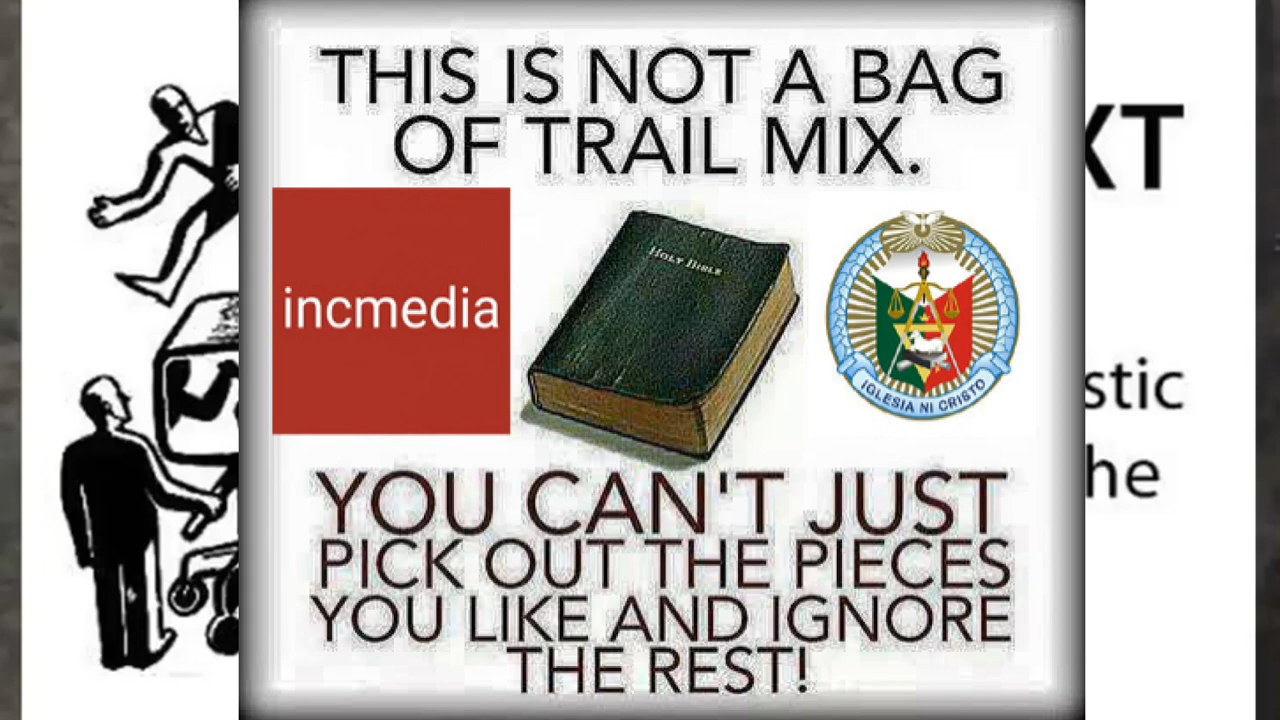 THIS IS NOT A BAG
OF TRAIL MIX.
XT
incmedia
HOLY BIBLE
IGLESIA NI CRISTO
stic
he
YOU CAN'T JUST
PICK OUT THE PIECES
YOU LIKE AND IGNORE
THE REST!